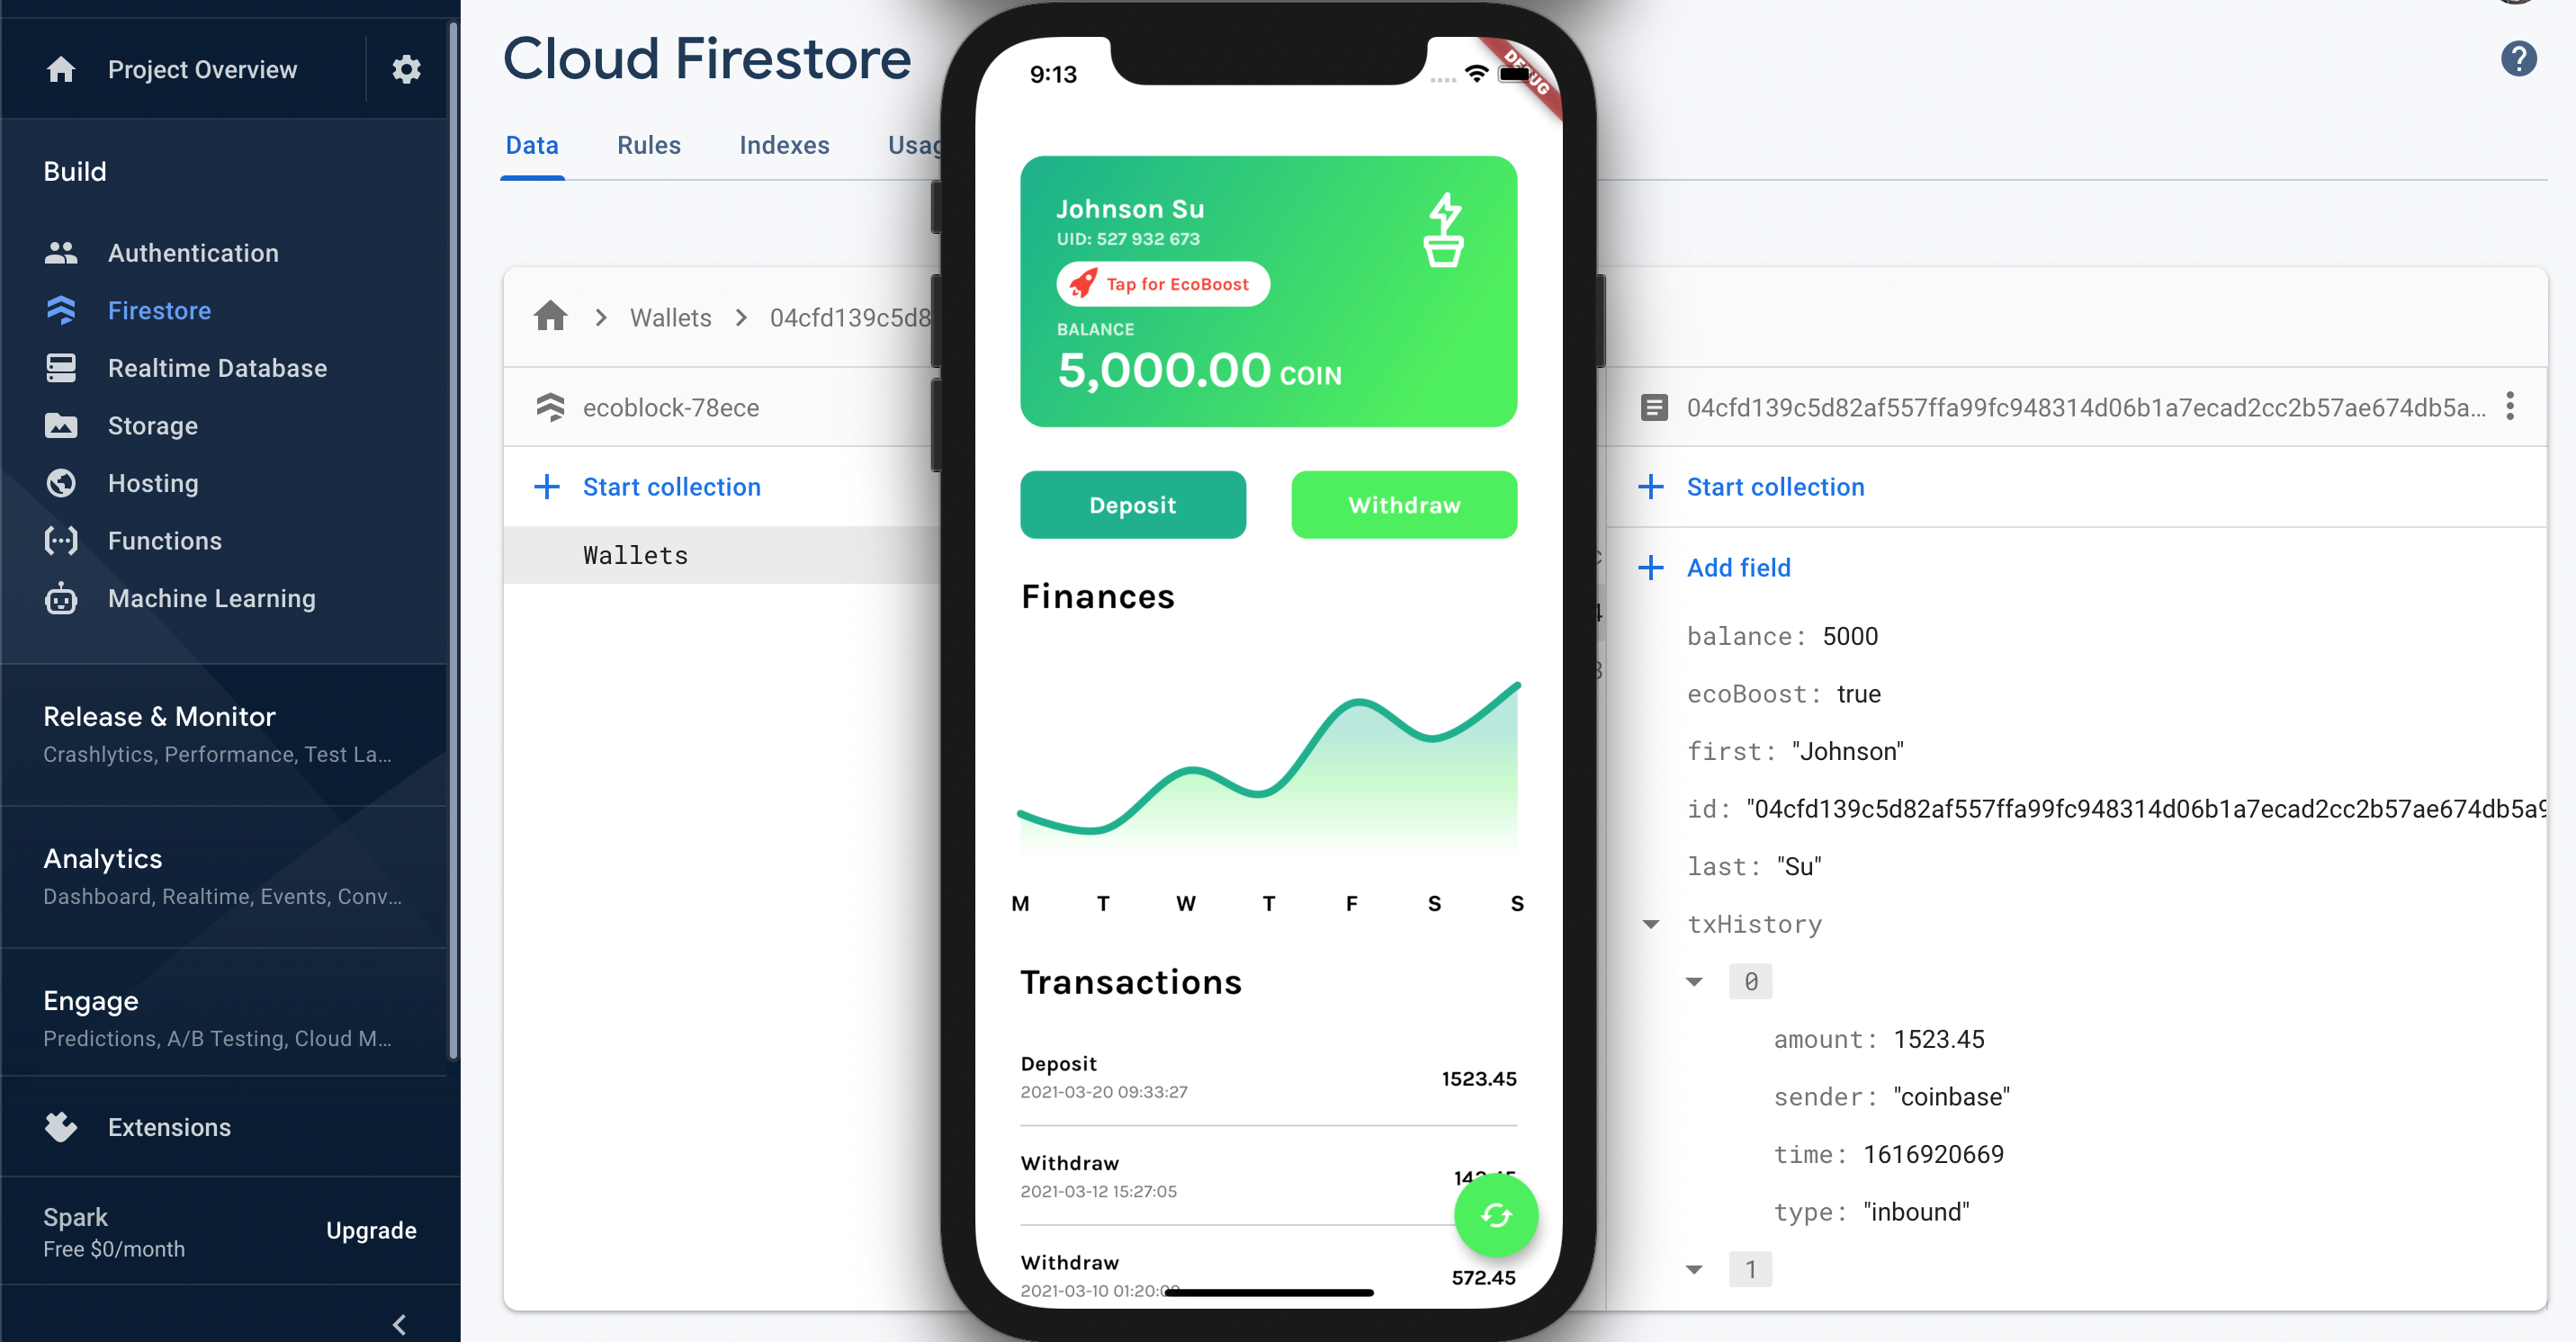 Project Overview
Build
Authentication
Firestore
Realtime Database
Storage
Hosting
Functions
Machine Learning
Release & Monitor
Crashlytics, Performance, Test La...
Analytics
Dashboard, Realtime, Events, Conv...
Engage
Predictions, A/B Testing, Cloud M...
Extensions
Spark
Free $0/month
Upgrade
Cloud Firestore
Data Rules Indexes Usag
Wallets 04cfd139c5d8
ecoblock-78ece
Start collection
Wallets
9:13
DEBUG
Johnson Su
UID: 527 932 673
Tap for EcoBoost
BALANCE
5,000.00 COIN
Deposit Withdraw
Finances
M T W T F S S
Transactions
Deposit
2021-03-20 09:33:27
1523.45
Withdraw
2021-03-12 15:27:05
Withdraw
2021-03-10 01:20:0
572.45
?
04cfd139c5d82af557ffa99fc948314d06b1a7ecad2cc2b57ae674db5a...
Start collection
Add field
balance: 5000
ecoBoost: true
first: "Johnson"
id: "04cfd139c5d82af557ffa99fc948314d06b1a7ecad2cc2b57ae674db5a9
last: "Su"
txHistory
0
amount: 1523.45
sender: "coinbase"
time: 1616920669
type: "inbound"
1